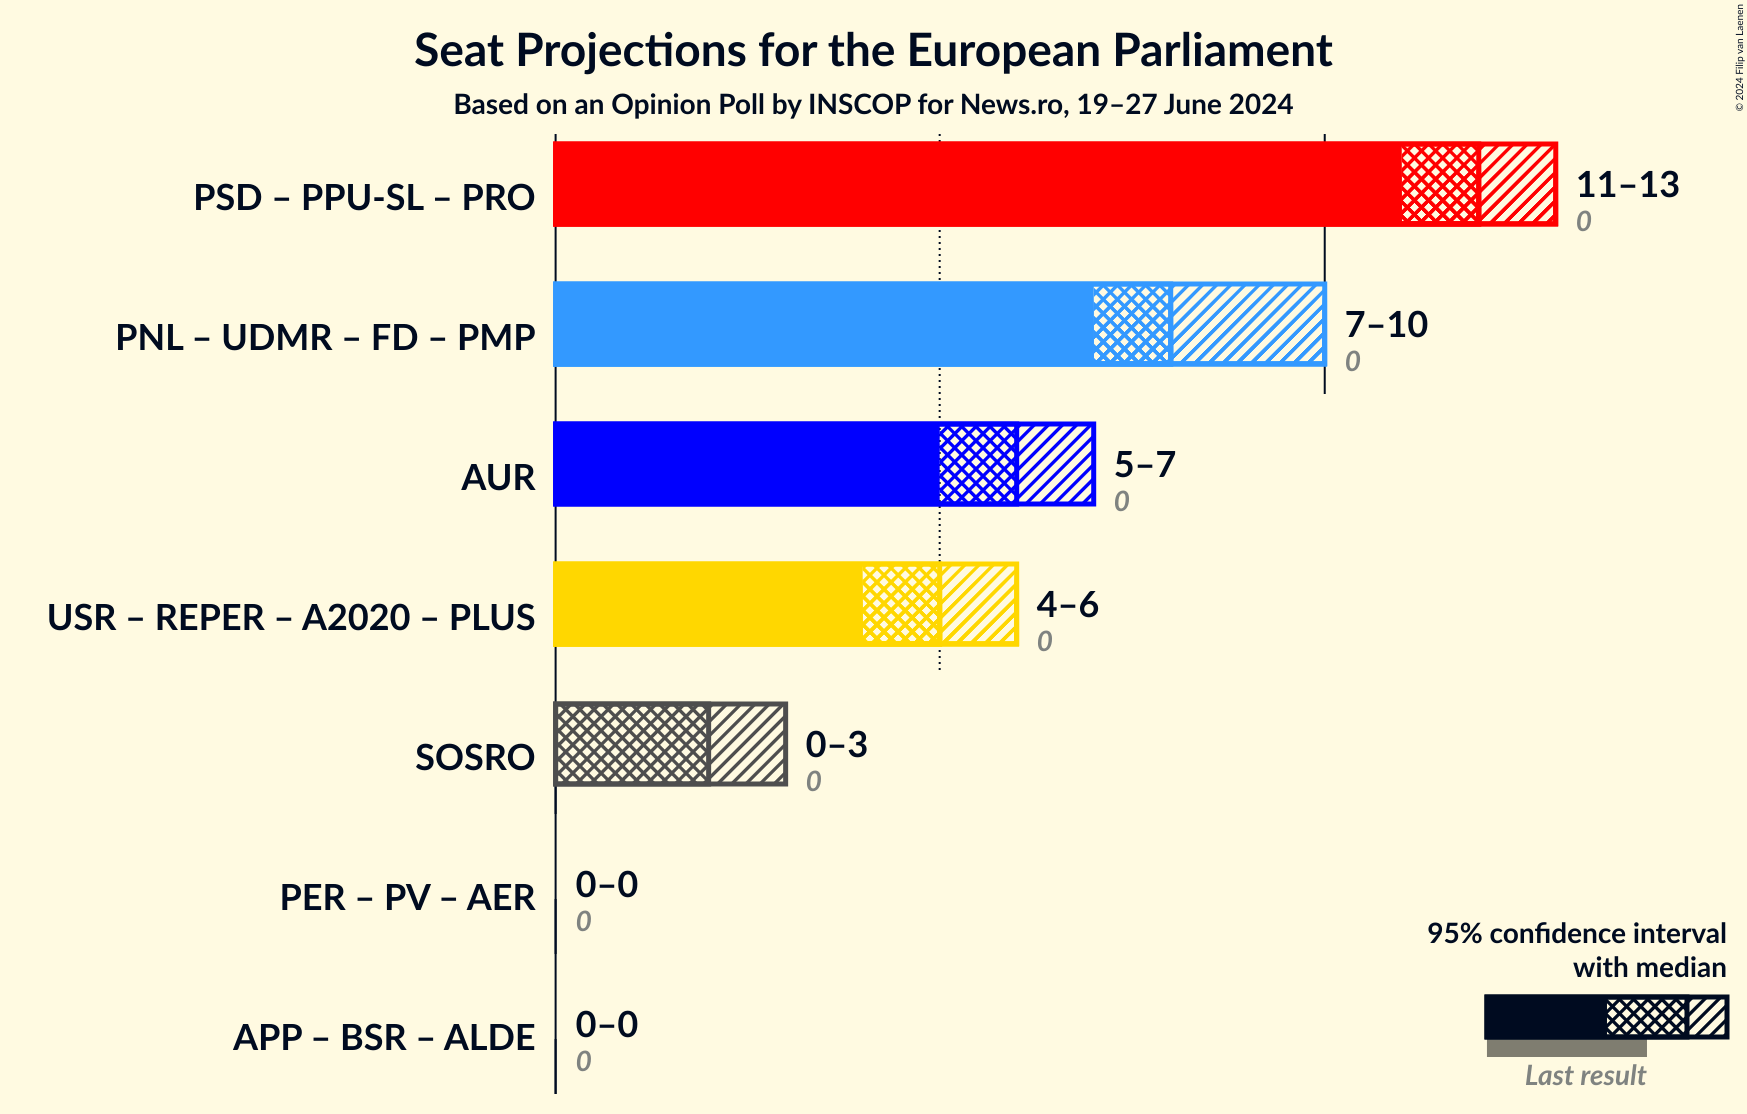 Seat Projections for the European Parliament
Based on an Opinion Poll by INSCOP for News.ro, 19–27 June 2024
© 2024 Filip van Laenen
PSD – PPU-SL – PRO
11–13
0
PNL – UDMR – FD – PMP
7–10
0
AUR
5–7
0
USR – REPER – A2020 – PLUS
4–6
0
SOSRO
0–3
0
PER – PV – AER
0–0
0
APP – BSR – ALDE
0–0
0
95% confidence interval
with median
Last result